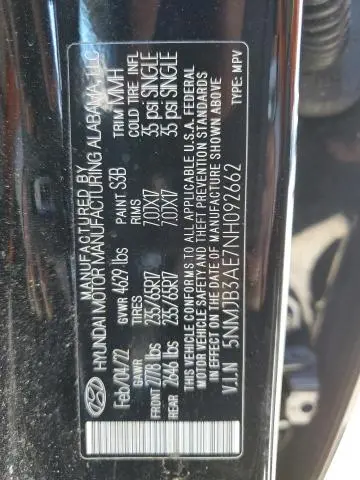 MANUFACTURED BY
HYUNDAI MOTOR MANUFACTURING ALABAMA, LLC
Feb/04/22 GVWR 4629 lbs PAINT S3B TRIM MMH
GAWR TIRES RIMS COLD TIRE INFL
FRONT 2778 lbs 235/65R17 7.0JX17 35 psi SINGLE
REAR 2646 lbs 235/65R17 7.0JX17 35 psi SINGLE
THIS VEHICLE CONFORMS TO ALL APPLICABLE U.S.A. FEDERAL
MOTOR VEHICLE SAFETY AND THEFT PREVENTION STANDARDS
IN EFFECT ON THE DATE OF MANUFACTURE SHOWN ABOVE
V.I.N 5NMJB3AE7NH092662 TYPE: MPV